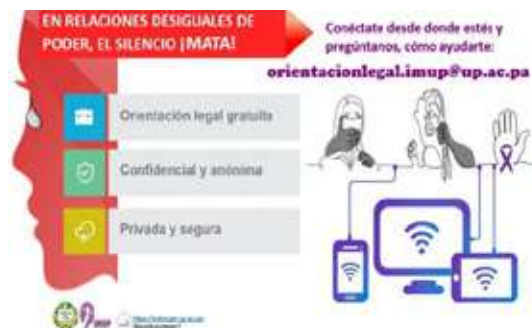 EN RELACIONES DESIGUALES DE
PODER, EL SILENCIO ¡MATA!
Conéctate desde donde estés y
pregúntanos, cómo ayudarte:
orientacionlegal.imup@up.ac.pa
Orientación legal gratuita
Confidencial y anónima
Privada y segura